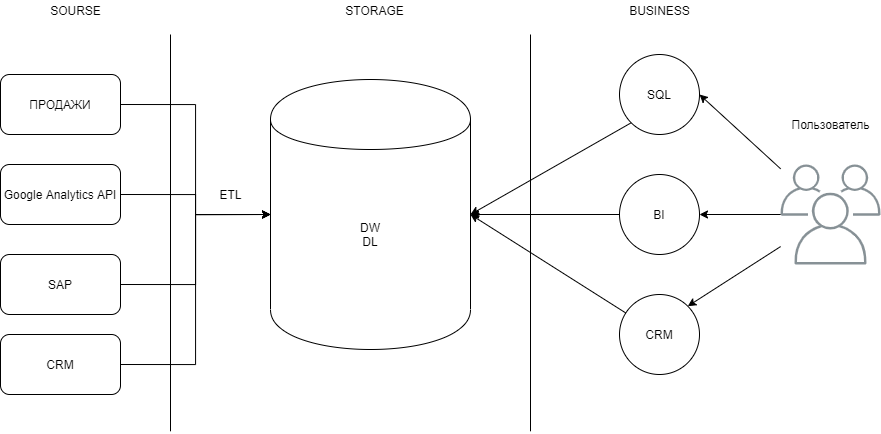 SOURSE
STORAGE
BUSINESS
ПРОДАЖИ
Google Analytics API
SAP
CRM
ETL
DW
DL
SQL
BI
CRM
Пользователь